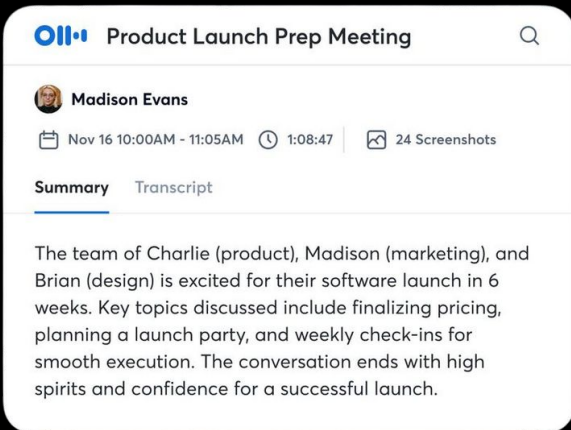 Product Launch Prep Meeting
Madison Evans
Nov 16 10:00AM - 11:05AM 1:08:47 24 Screenshots
Summary Transcript
The team of Charlie (product), Madison (marketing), and
Brian (design) is excited for their software launch in 6
weeks. Key topics discussed include finalizing pricing,
planning a launch party, and weekly check-ins for
smooth execution. The conversation ends with high
spirits and confidence for a successful launch.